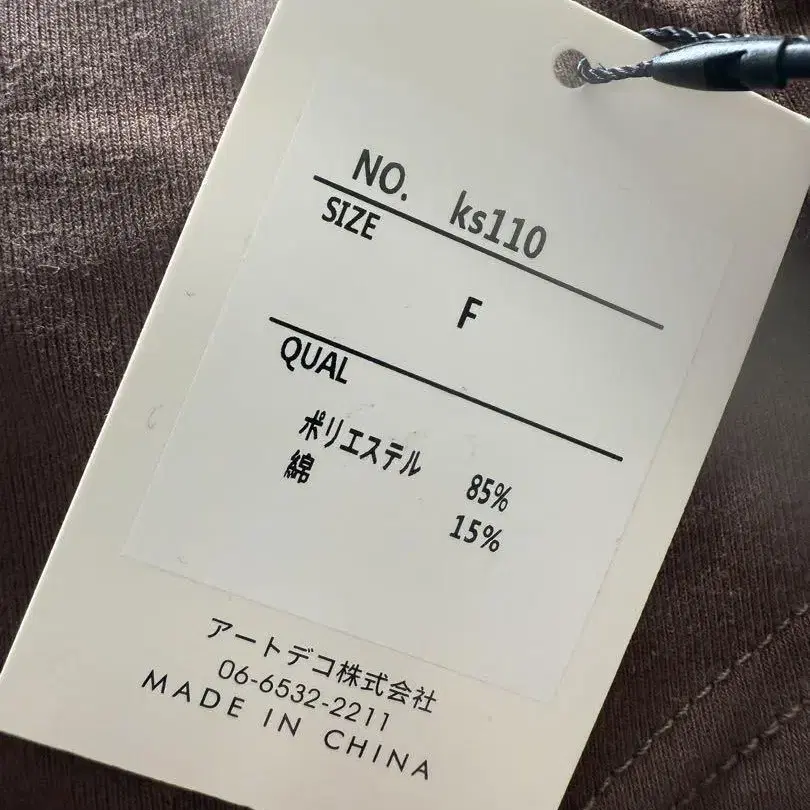 NO. ks110
SIZE
F
QUAL
ポリエステル 85%
綿 15%
アートデコ株式会社
06-6532-2211
MADE IN CHINA